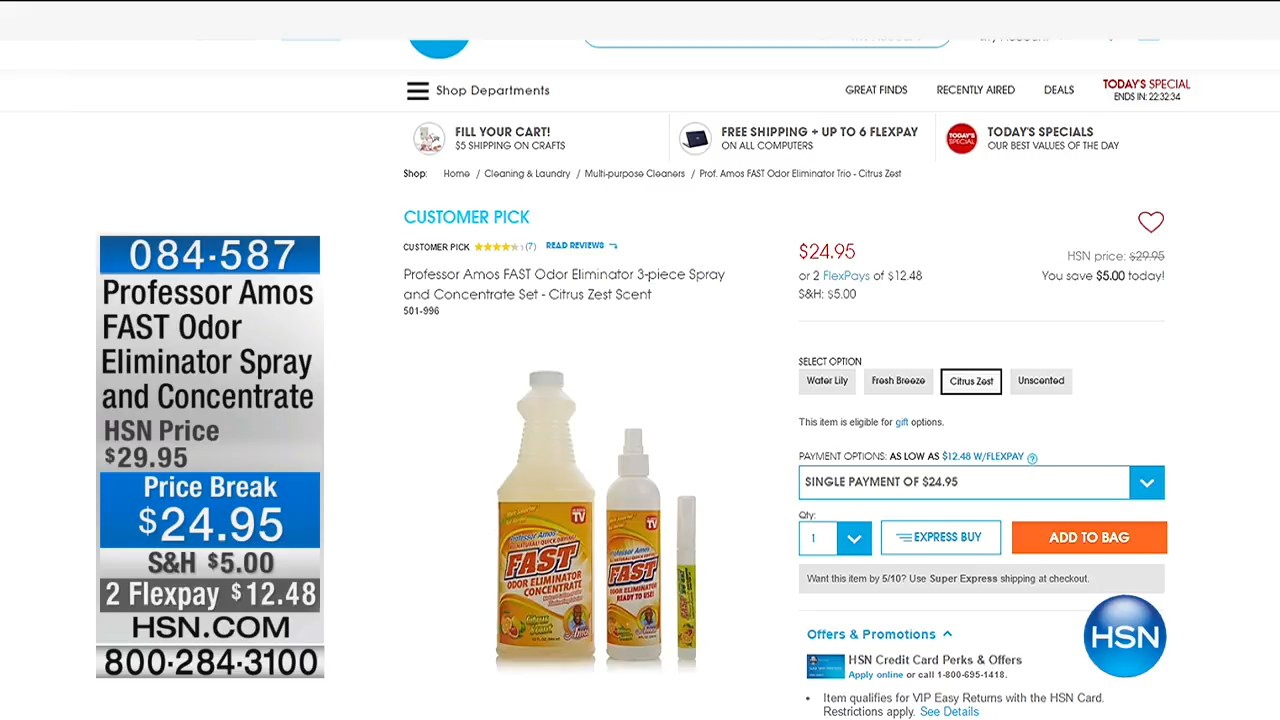 Shop Departments
GREAT FINDS
RECENTLY AIRED
DEALS
TODAY'S SPECIAL
ENDS IN: 22:32:34
FILL YOUR CART!
$5 SHIPPING ON CRAFTS
FREE SHIPPING + UP TO 6 FLEXPAY
ON ALL COMPUTERS
TODAY'S SPECIAL
TODAY'S SPECIALS
OUR BEST VALUES OF THE DAY
Shop: Home / Cleaning & Laundry / Multi-purpose Cleaners / Prof. Amos FAST Odor Eliminator Trio - Citrus Zest
CUSTOMER PICK
CUSTOMER PICK (7) READ REVIEWS
Professor Amos FAST Odor Eliminator 3-piece Spray
and Concentrate Set - Citrus Zest Scent
501-996
$24.95
or 2 FlexPays of $12.48
S&H: $5.00
HSN price: $29.95
You save $5.00 today!
SELECT OPTION
Water Lily
Fresh Breeze
Citrus Zest
Unscented
This item is eligible for gift options.
PAYMENT OPTIONS: AS LOW AS $12.48 W/FLEXPAY ?
SINGLE PAYMENT OF $24.95
Qty:
1
EXPRESS BUY
ADD TO BAG
Want this item by 5/10? Use Super Express shipping at checkout.
Offers & Promotions
HSN Credit Card Perks & Offers
Apply online or call 1-800-695-1418.
• Item qualifies for VIP Easy Returns with the HSN Card.
Restrictions apply. See Details
HSN
084-587
Professor Amos
FAST Odor
Eliminator Spray
and Concentrate
HSN Price
$29.95
Price Break
$24.95
S&H $5.00
2 Flexpay $12.48
HSN.COM
800-284-3100
TV
Professor Amos
FAST
ODOR ELIMINATOR
CONCENTRATE
Amos
TV
Professor Amos
FAST
ODOR ELIMINATOR
READY TO USE!
FAST